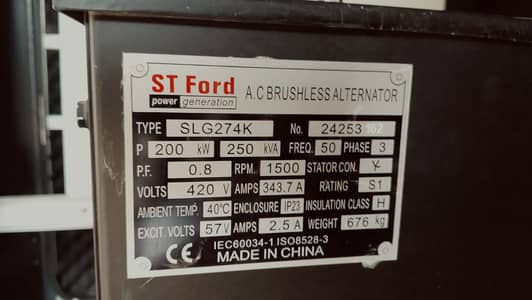 ST Ford
power generation
A.C BRUSHLESS ALTERNATOR
TYPE SLG274K No. 24253162
P 200 kW 250 kVA FREQ. 50 PHASE 3
P.F. 0.8 RPM. 1500 STATOR CON. Y
VOLTS 420 V AMPS 343.7 A RATING S1
AMBIENT TEMP. 40℃ ENCLOSURE IP23 INSULATION CLASS H
EXCIT. VOLTS 57 V AMPS 2.5 A WEIGHT 676 kg
CE IEC60034-1 ISO8528-3
MADE IN CHINA